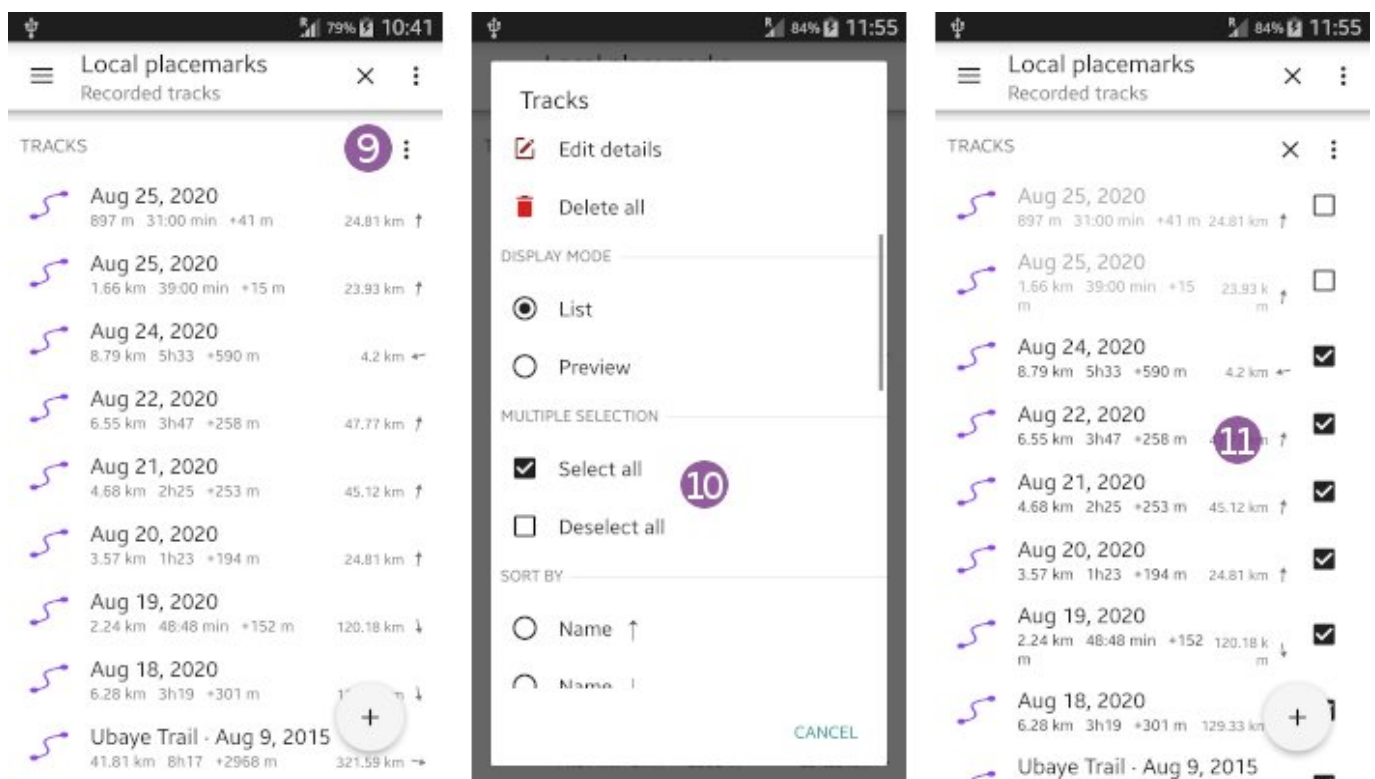 79% 10:41
Local placemarks
Recorded tracks
TRACKS
9
Aug 25, 2020
897 m 31:00 min +41 m 24.81 km ↑
Aug 25, 2020
1.66 km 39:00 min +15 m 23.93 km ↑
Aug 24, 2020
8.79 km 5h33 +590 m 4.2 km ←
Aug 22, 2020
6.55 km 3h47 +258 m 47.77 km ↑
Aug 21, 2020
4.68 km 2h25 +253 m 45.12 km ↑
Aug 20, 2020
3.57 km 1h23 +194 m 24.81 km ↑
Aug 19, 2020
2.24 km 48:48 min +152 m 120.18 km ↓
Aug 18, 2020
6.28 km 3h19 +301 m
+
Ubaye Trail - Aug 9, 2015
41.81 km 8h17 +2968 m 321.59 km →
R 84% 11:55
Tracks
Edit details
Delete all
DISPLAY MODE
List
Preview
MULTIPLE SELECTION
Select all
10
Deselect all
SORT BY
Name ↑
Name ↓
CANCEL
R 84% 11:55
Local placemarks
Recorded tracks
TRACKS
Aug 25, 2020
897 m 31:00 min +41 m 24.81 km ↑
Aug 25, 2020
1.66 km 39:00 min +15 23.93 k ↑
m m
Aug 24, 2020
8.79 km 5h33 +590 m 4.2 km ←
Aug 22, 2020
11
6.55 km 3h47 +258 m ↑
Aug 21, 2020
4.68 km 2h25 +253 m 45.12 km ↑
Aug 20, 2020
3.57 km 1h23 +194 m 24.81 km ↑
Aug 19, 2020
2.24 km 48:48 min +152 120.18 k ↓
m m
Aug 18, 2020
6.28 km 3h19 +301 m 129.33 km
+
Ubaye Trail - Aug 9, 2015